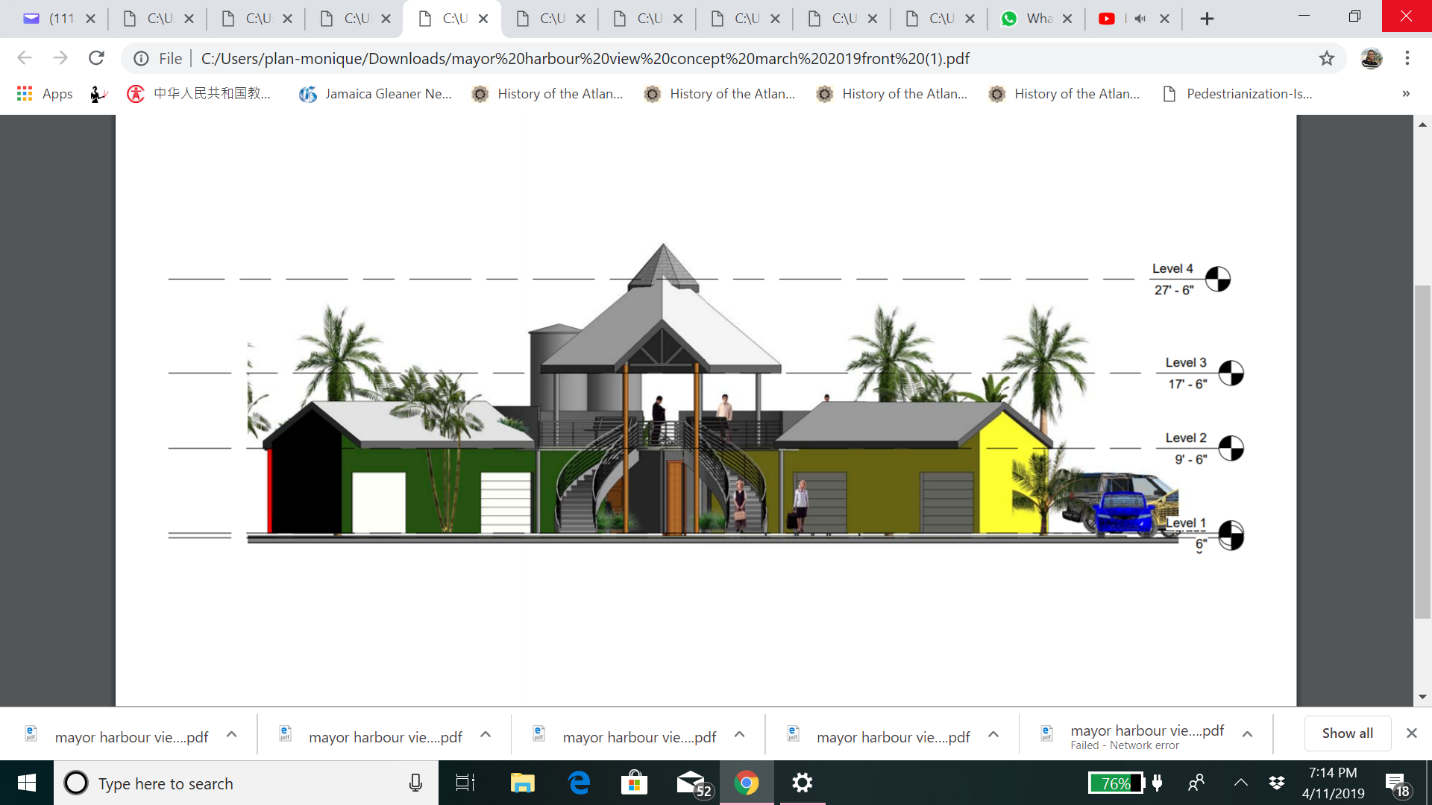 (111
C:\U
C:\U
C:\U
C:\U
C:\U
C:\U
C:\U
C:\U
C:\U
Wha
File
C:/Users/plan-monique/Downloads/mayor%20harbour%20view%20concept%20march%202019front%20(1).pdf
Apps
中华人民共和国教...
Jamaica Gleaner Ne...
History of the Atlan...
History of the Atlan...
History of the Atlan...
History of the Atlan...
Pedestrianization-Is...
»
Level 4
27' - 6"
Level 3
17' - 6"
Level 2
9' - 6"
Level 1
6"
mayor harbour vie....pdf
mayor harbour vie....pdf
mayor harbour vie....pdf
mayor harbour vie....pdf
mayor harbour vie....pdf
Failed - Network error
Show all
Type here to search
52
76%
7:14 PM
4/11/2019
18